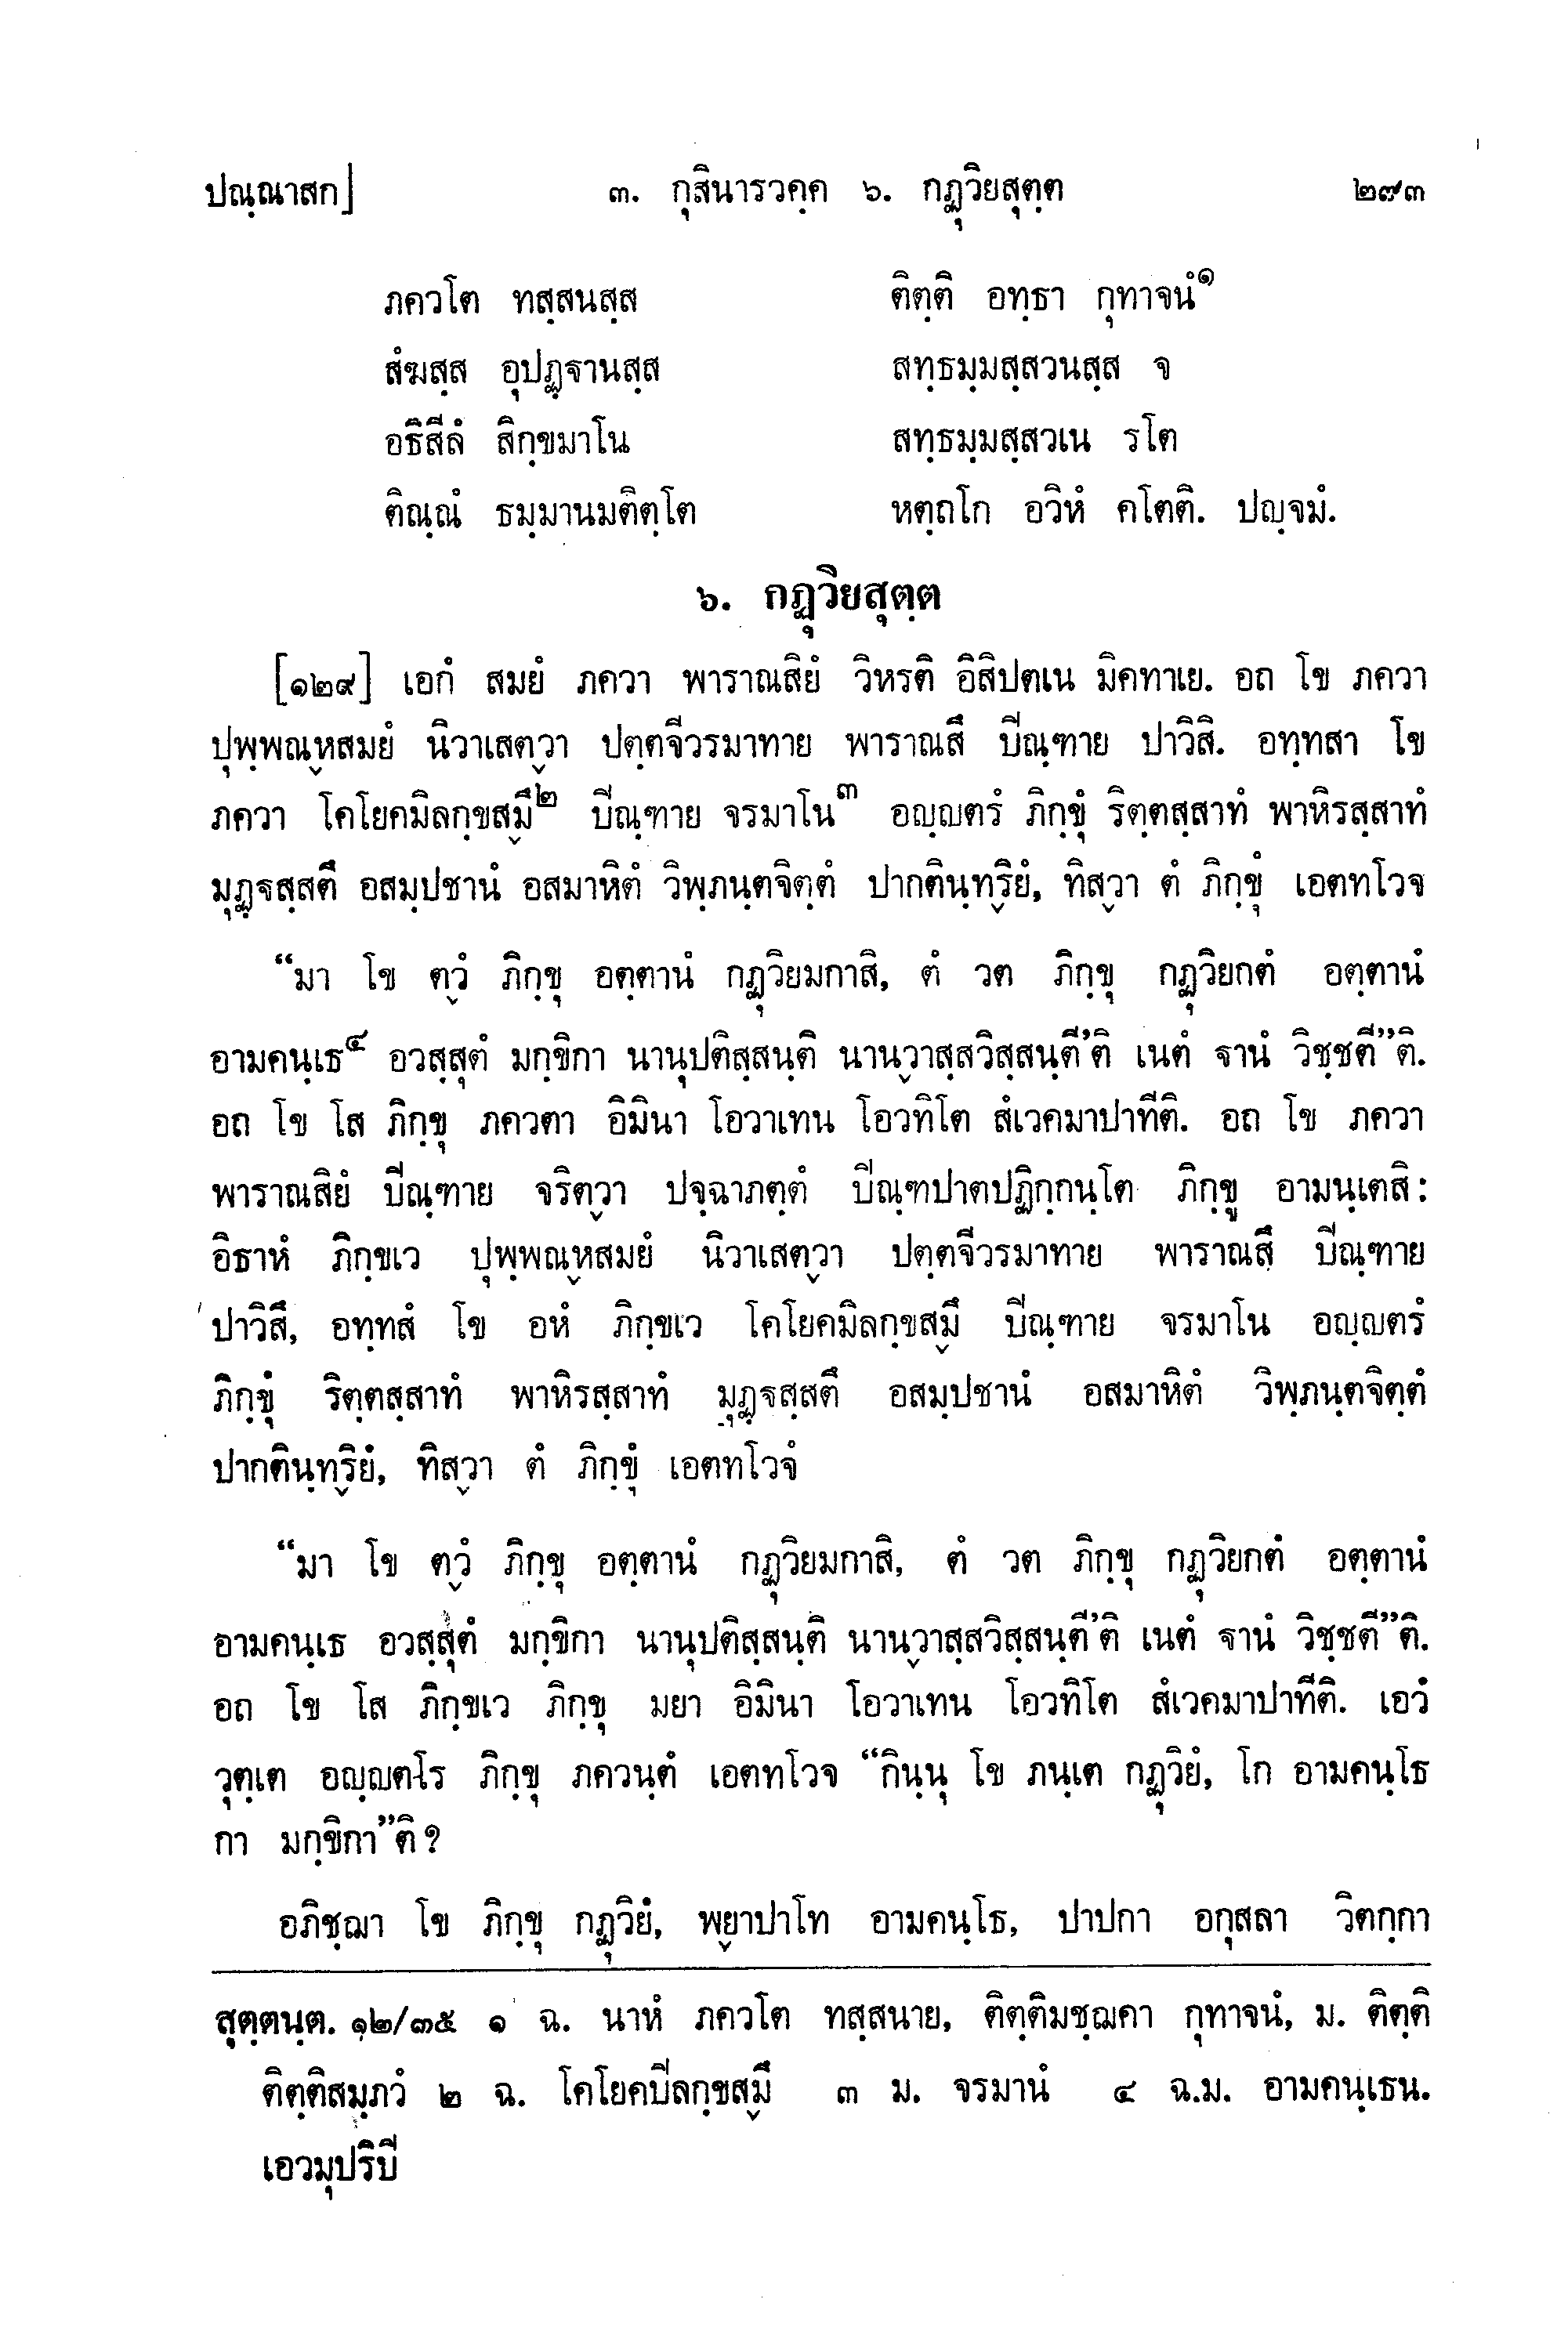 ปณฺณาสก] ๓. กุสินารวคฺค ๖. กฏุวิยสุตฺต ๒๗๓
ภควโต ทสฺสนสฺส ติตฺติ อทฺธา กุทาจนํ๑
สํฆสฺส อุปฏฺฐานสฺส สทฺธมฺมสฺสวนสฺส จ
อธิสีลํ สิกฺขมาโน สทฺธมฺมสฺสวเน รโต
ติณฺณํ ธมฺมานมติตฺโต หตฺถโก อวิหํ คโตติ. ปญฺจมํ.
๖. กฏุวิยสุตฺต
[๑๒๙] เอกํ สมยํ ภควา พาราณสิยํ วิหรติ อิสิปตเน มิคทาเย. อถ โข ภควา
ปุพฺพณฺหสมยํ นิวาเสตฺวา ปตฺตจีวรมาทาย พาราณสึ ปิณฺฑาย ปาวิสิ. อทฺทสา โข
ภควา โคโยคมิลกฺขสฺมึ๒ ปิณฺฑาย จรมาโน๓ อญฺญตรํ ภิกฺขุํ ริตฺตสฺสาทํ พาหิรสฺสาทํ
มุฏฺฐสฺสตึ อสมฺปชานํ อสมาหิตํ วิพฺภนฺตจิตฺตํ ปากตินฺทฺริยํ, ทิสฺวา ตํ ภิกฺขุํ เอตทโวจ
“มา โข ตฺวํ ภิกฺขุ อตฺตานํ กฏุวิยมกาสิ, ตํ วต ภิกฺขุ กฏุวิยกตํ อตฺตานํ
อามคนฺเธ๔ อวสฺสุตํ มกฺขิกา นานุปติสฺสนฺติ นานฺวาสฺสวิสฺสนฺตี’ติ เนตํ ฐานํ วิชฺชตี”ติ.
อถ โข โส ภิกฺขุ ภควตา อิมินา โอวาเทน โอวทิโต สํเวคมาปาทีติ. อถ โข ภควา
พาราณสิยํ ปิณฺฑาย จริตฺวา ปจฺฉาภตฺตํ ปิณฺฑปาตปฏิกฺกนฺโต ภิกฺขู อามนฺเตสิ:
อิธาหํ ภิกฺขเว ปุพฺพณฺหสมยํ นิวาเสตฺวา ปตฺตจีวรมาทาย พาราณสึ ปิณฺฑาย
ปาวิสึ, อทฺทสํ โข อหํ ภิกฺขเว โคโยคมิลกฺขสฺมึ ปิณฺฑาย จรมาโน อญฺญตรํ
ภิกฺขุํ ริตฺตสฺสาทํ พาหิรสฺสาทํ มุฏฺฐสฺสตึ อสมฺปชานํ อสมาหิตํ วิพฺภนฺตจิตฺตํ
ปากตินฺทฺริยํ, ทิสฺวา ตํ ภิกฺขุํ เอตทโวจํ
“มา โข ตฺวํ ภิกฺขุ อตฺตานํ กฏุวิยมกาสิ, ตํ วต ภิกฺขุ กฏุวิยกตํ อตฺตานํ
อามคนฺเธ อวสฺสุตํ มกฺขิกา นานุปติสฺสนฺติ นานฺวาสฺสวิสฺสนฺตี’ติ เนตํ ฐานํ วิชฺชตี”ติ.
อถ โข โส ภิกฺขเว ภิกฺขุ มยา อิมินา โอวาเทน โอวทิโต สํเวคมาปาทีติ. เอวํ
วุตฺเต อญฺญตโร ภิกฺขุ ภควนฺตํ เอตทโวจ “กินฺนุ โข ภนฺเต กฏุวิยํ, โก อามคนฺโธ
กา มกฺขิกา”ติ?
อภิชฺฌา โข ภิกฺขุ กฏุวิยํ, พฺยาปาโท อามคนฺโธ, ปาปกา อกุสลา วิตกฺกา
สุตฺตนฺต. ๑๒/๓๕ ๑ ฉ. นาหํ ภควโต ทสฺสนาย, ติตฺติมชฺฌคา กุทาจนํ, ม. ติตฺติ
ติตฺติสมฺภวํ ๒ ฉ. โคโยคปิลกฺขสฺมึ ๓ ม. จรมานํ ๔ ฉ.ม. อามคนฺเธน.
เอวมุปริปิ